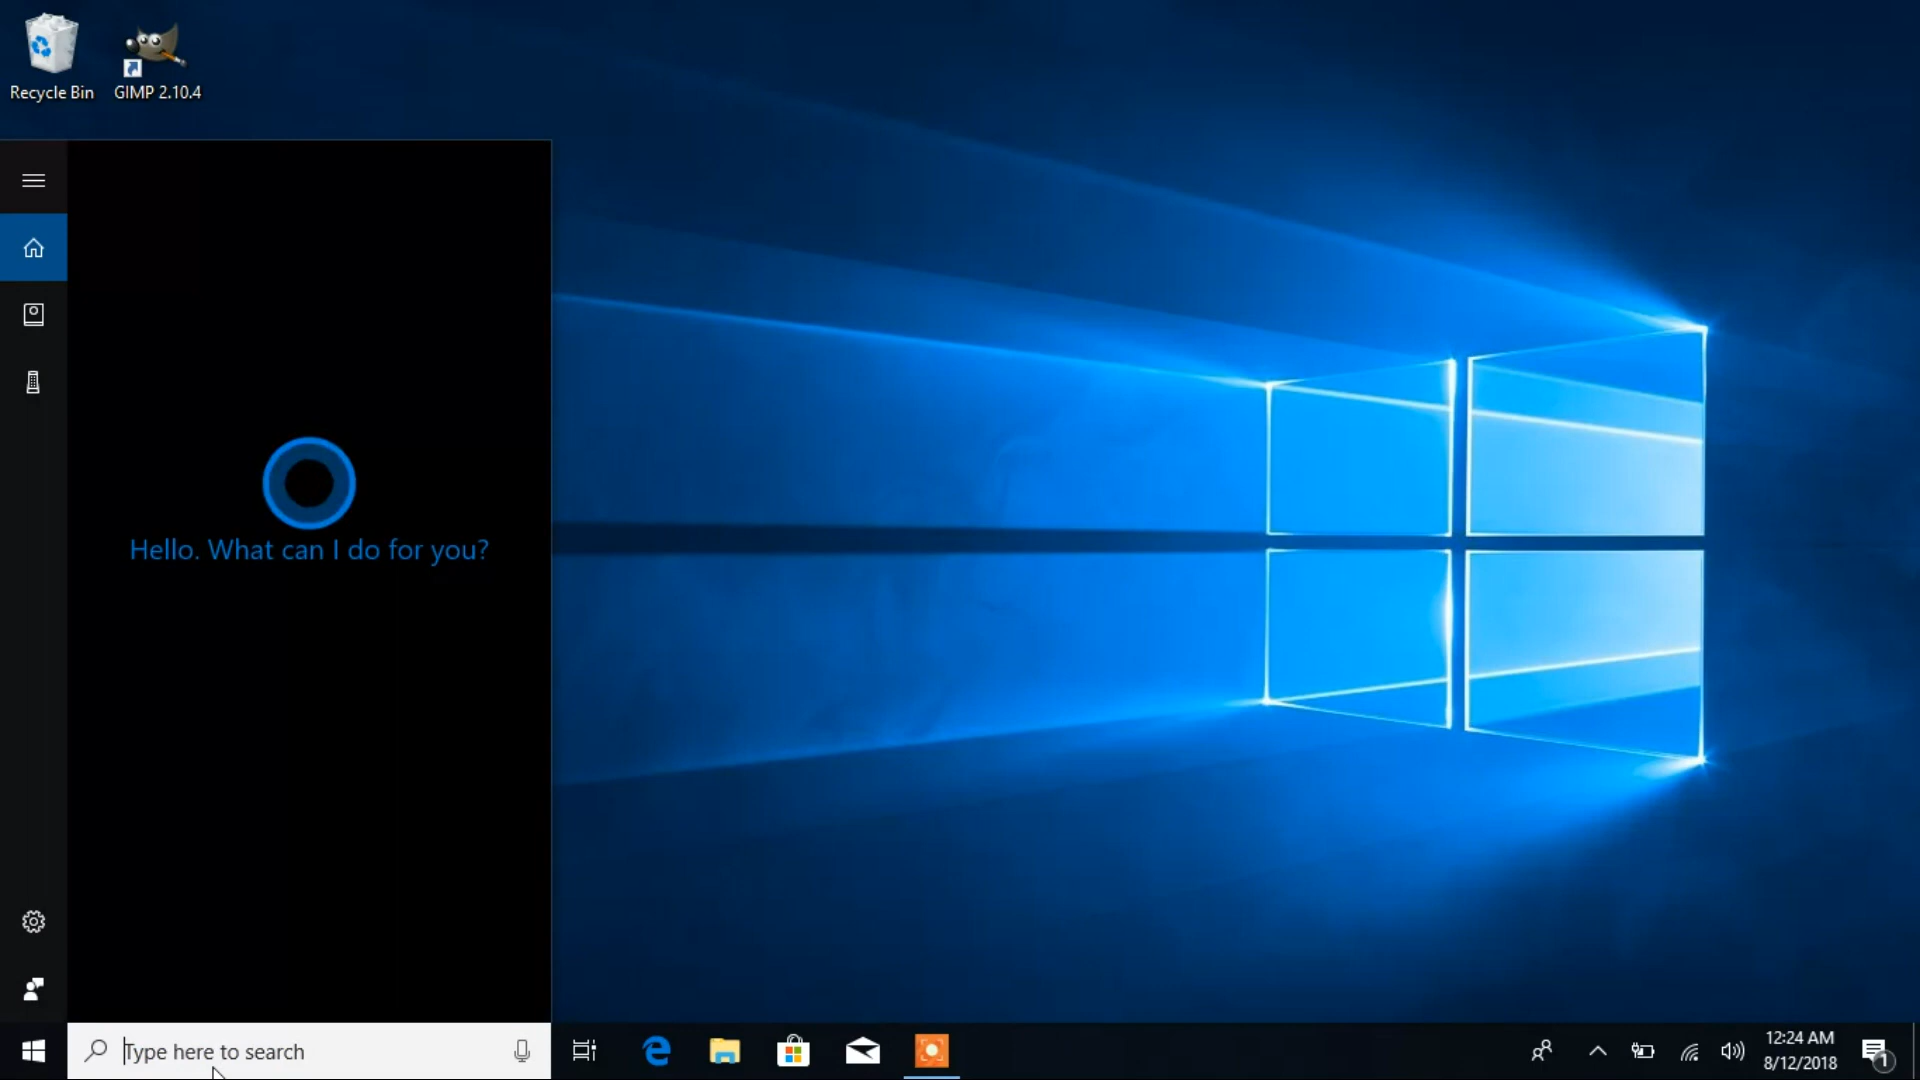 Recycle Bin
GIMP 2.10.4
Hello. What can I do for you?
Type here to search
12:24 AM
8/12/2018
1